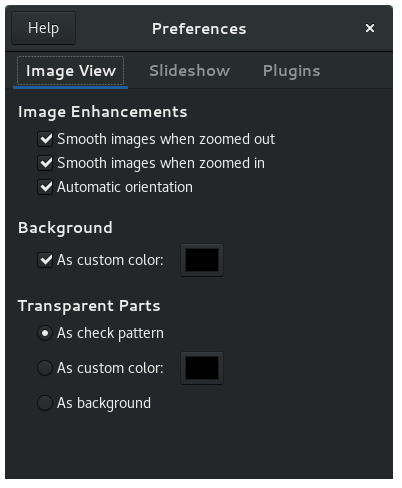 Help Preferences
Image View Slideshow Plugins
Image Enhancements
Smooth images when zoomed out
Smooth images when zoomed in
Automatic orientation
Background
As custom color:
Transparent Parts
As check pattern
As custom color:
As background